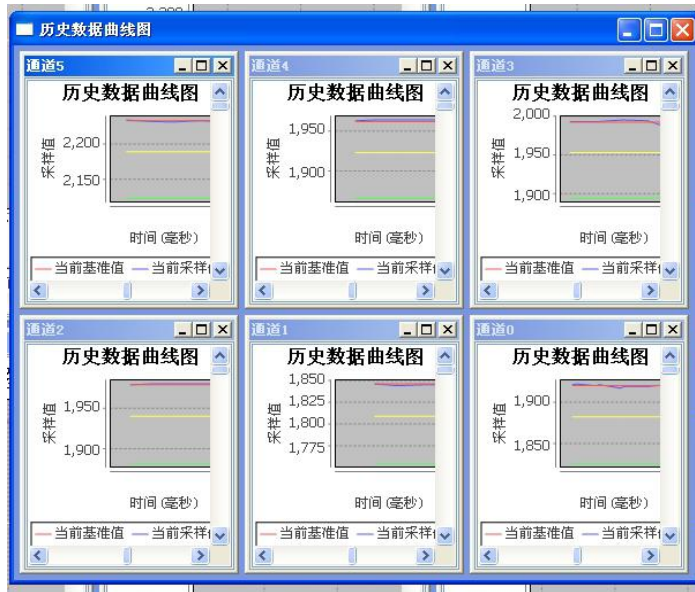 历史数据曲线图
通道5
历史数据曲线图
采样值
2,200
2,150
时间 (毫秒)
当前基准值 当前采样
通道4
历史数据曲线图
采样值
1,950
1,900
时间 (毫秒)
当前基准值 当前采样
通道3
历史数据曲线图
采样值
2,000
1,950
1,900
时间 (毫秒)
当前基准值 当前采样
通道2
历史数据曲线图
采样值
1,950
1,900
时间 (毫秒)
当前基准值 当前采样
通道1
历史数据曲线图
采样值
1,850
1,825
1,800
1,775
时间 (毫秒)
当前基准值 当前采样
通道0
历史数据曲线图
采样值
1,900
1,850
时间 (毫秒)
当前基准值 当前采样